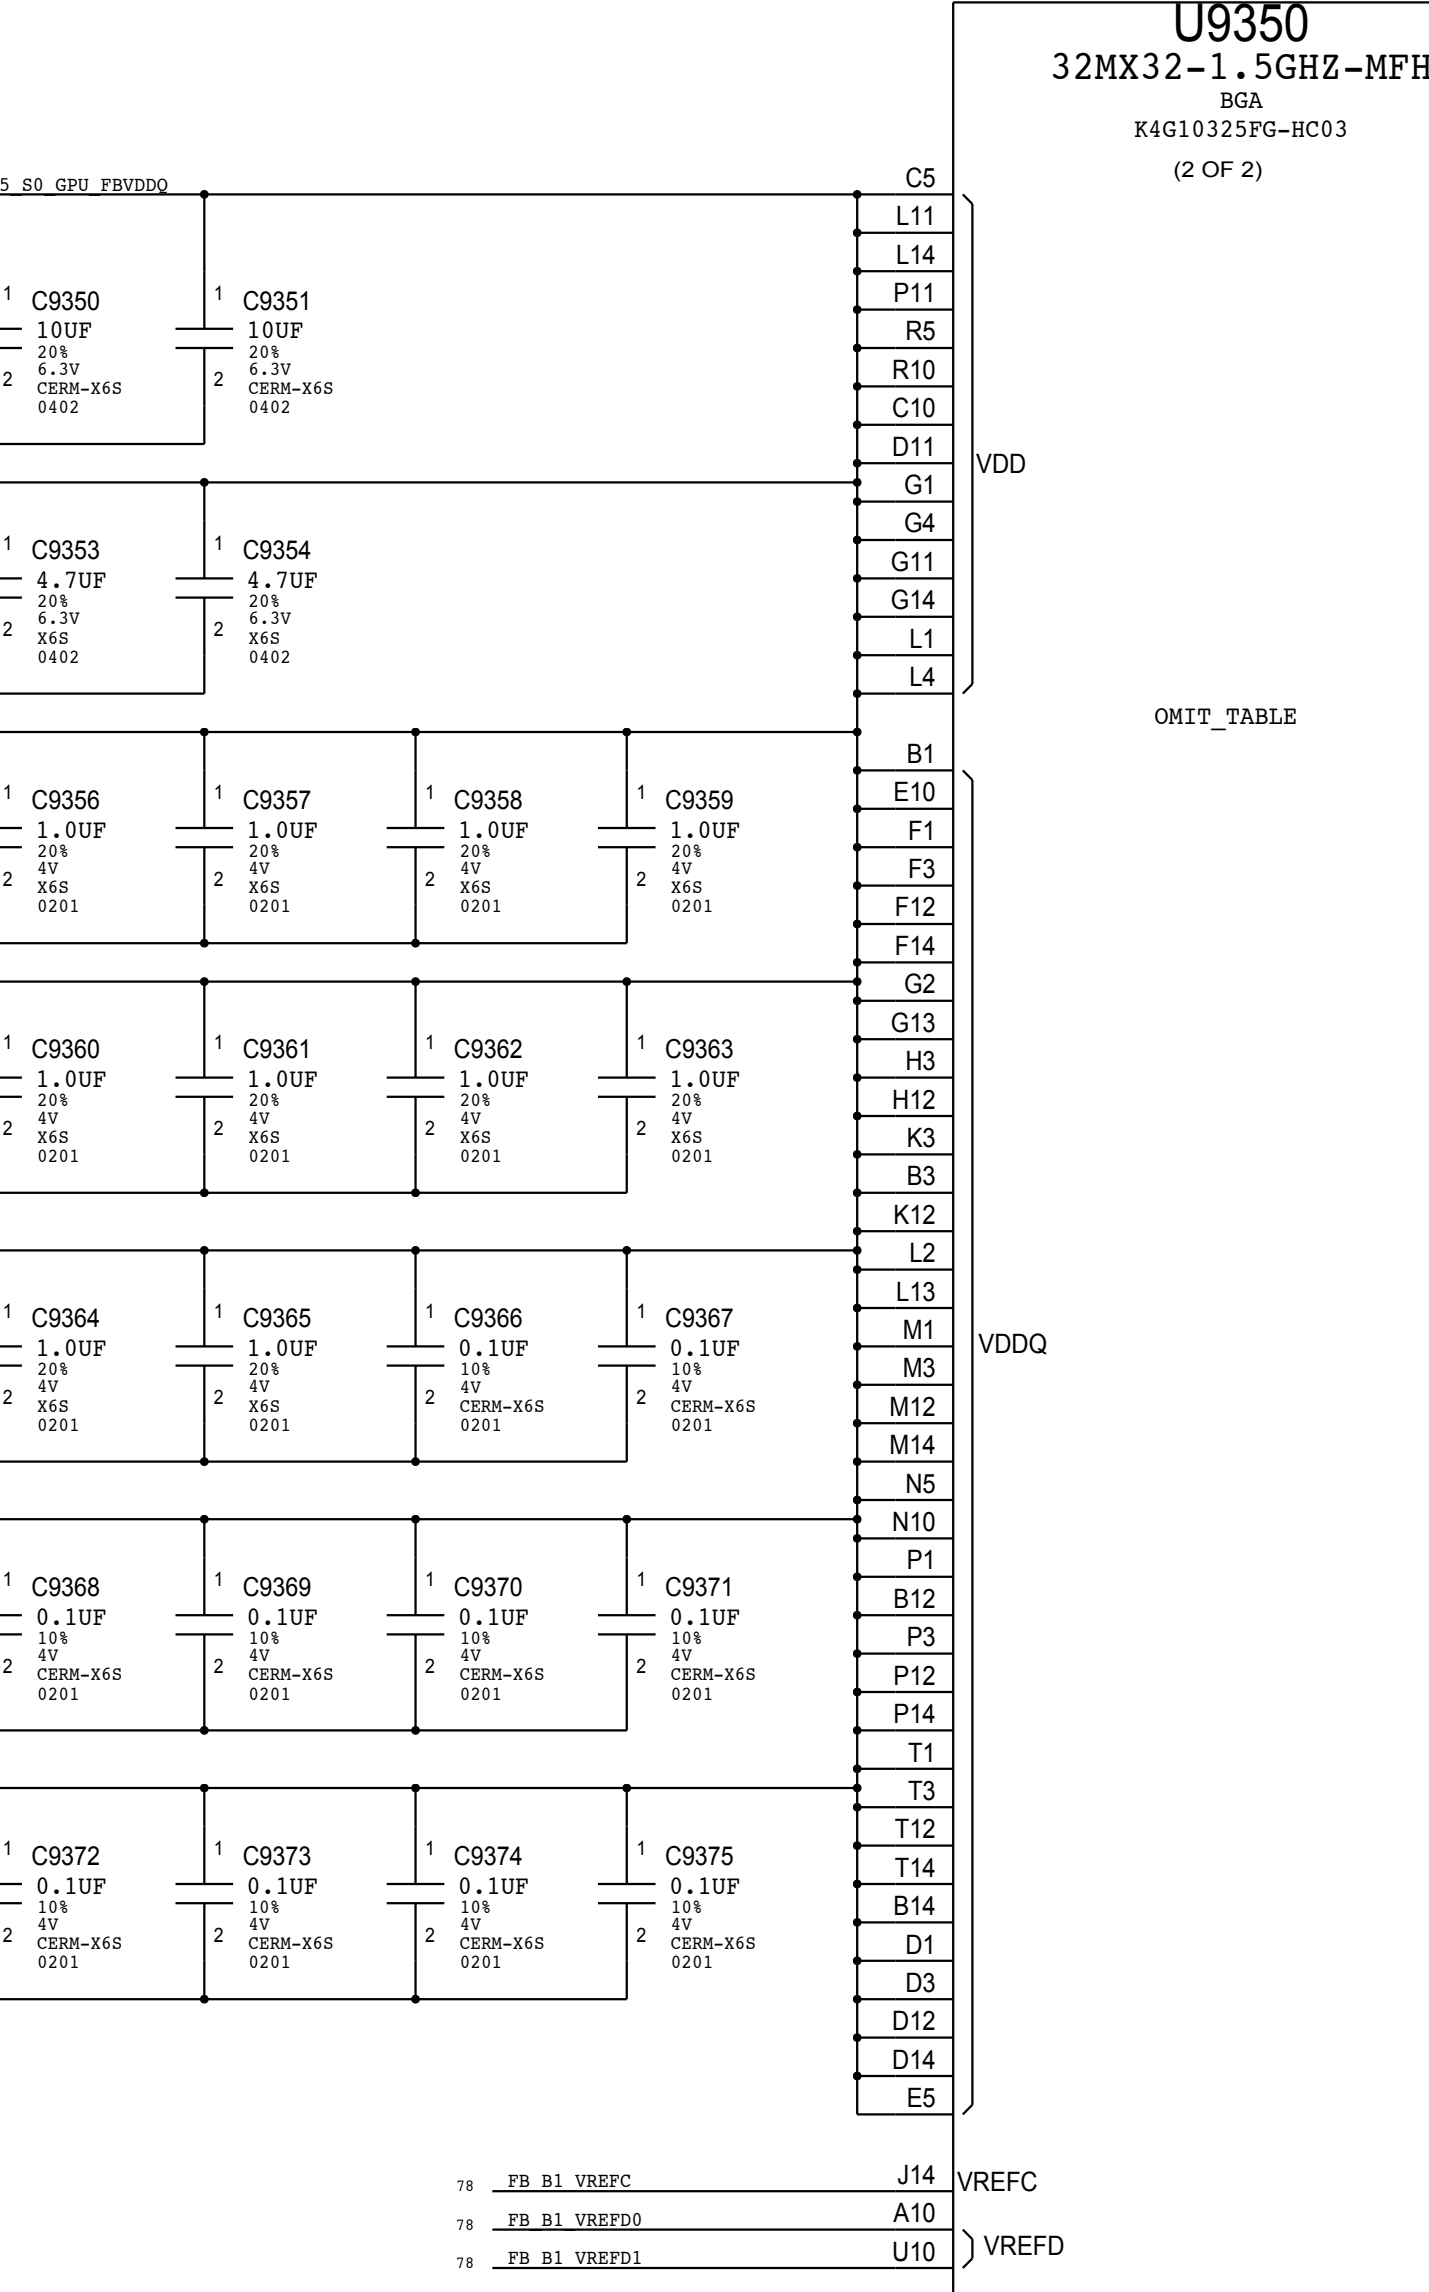 U9350
32MX32-1.5GHZ-MFH
BGA
K4G10325FG-HC03
(2 OF 2)
5_S0_GPU_FBVDDQ
C5
L11
L14
P11
R5
R10
C10
D11
G1
G4
G11
G14
L1
L4
VDD
OMIT_TABLE
1 C9350 1 C9351
10UF 10UF
20% 20%
6.3V 6.3V
2 CERM-X6S 2 CERM-X6S
0402 0402
1 C9353 1 C9354
4.7UF 4.7UF
20% 20%
6.3V 6.3V
2 X6S 2 X6S
0402 0402
1 C9356 1 C9357 1 C9358 1 C9359
1.0UF 1.0UF 1.0UF 1.0UF
20% 20% 20% 20%
4V 4V 4V 4V
2 X6S 2 X6S 2 X6S 2 X6S
0201 0201 0201 0201
1 C9360 1 C9361 1 C9362 1 C9363
1.0UF 1.0UF 1.0UF 1.0UF
20% 20% 20% 20%
4V 4V 4V 4V
2 X6S 2 X6S 2 X6S 2 X6S
0201 0201 0201 0201
1 C9364 1 C9365 1 C9366 1 C9367
1.0UF 1.0UF 0.1UF 0.1UF
20% 20% 10% 10%
4V 4V 4V 4V
2 X6S 2 X6S 2 CERM-X6S 2 CERM-X6S
0201 0201 0201 0201
1 C9368 1 C9369 1 C9370 1 C9371
0.1UF 0.1UF 0.1UF 0.1UF
10% 10% 10% 10%
4V 4V 4V 4V
2 CERM-X6S 2 CERM-X6S 2 CERM-X6S 2 CERM-X6S
0201 0201 0201 0201
1 C9372 1 C9373 1 C9374 1 C9375
0.1UF 0.1UF 0.1UF 0.1UF
10% 10% 10% 10%
4V 4V 4V 4V
2 CERM-X6S 2 CERM-X6S 2 CERM-X6S 2 CERM-X6S
0201 0201 0201 0201
B1
E10
F1
F3
F12
F14
G2
G13
H3
H12
K3
B3
K12
L2
L13
M1
M3
M12
M14
N5
N10
P1
B12
P3
P12
P14
T1
T3
T12
T14
B14
D1
D3
D12
D14
E5
VDDQ
78 FB_B1_VREFC J14 VREFC
78 FB_B1_VREFD0 A10
78 FB_B1_VREFD1 U10
VREFD